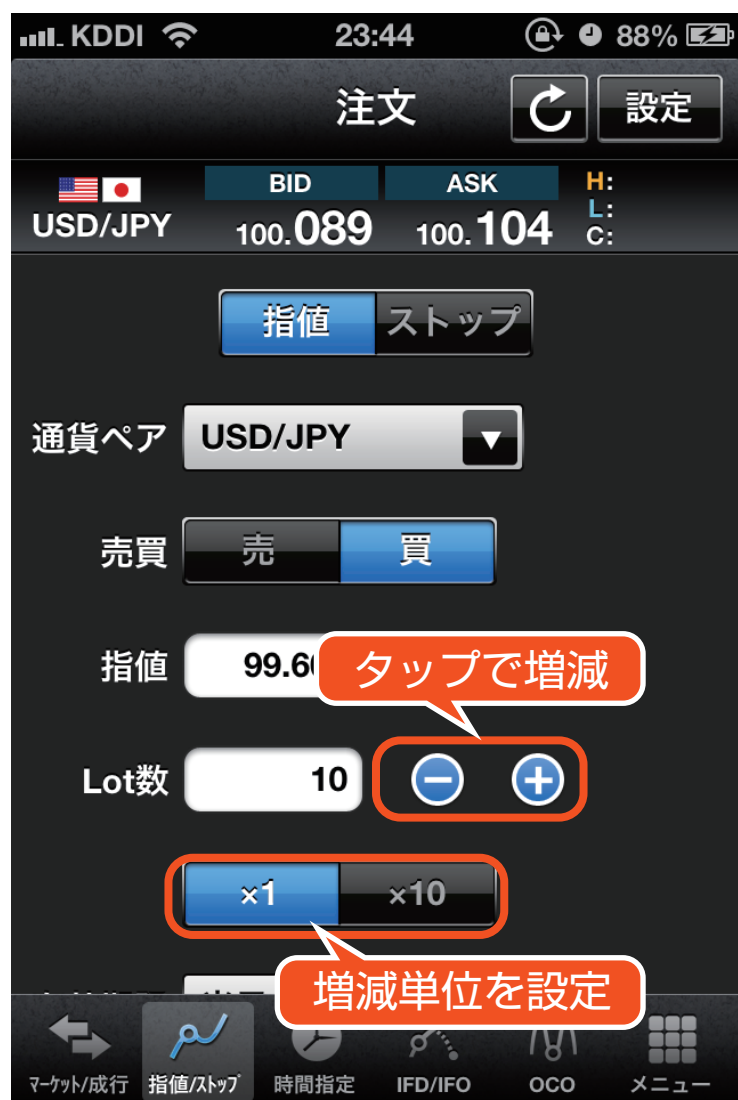 KDDI 23:44 88%
注文 設定
BID ASK H:
USD/JPY 100.089 100.104 L:
C:
指値 ストップ
通貨ペア USD/JPY
売買 売 買
指値 99.6
タップで増減
Lot数 10
×1 ×10
増減単位を設定
マーケット/成行 指値/ストップ 時間指定 IFD/IFO OCO メニュー